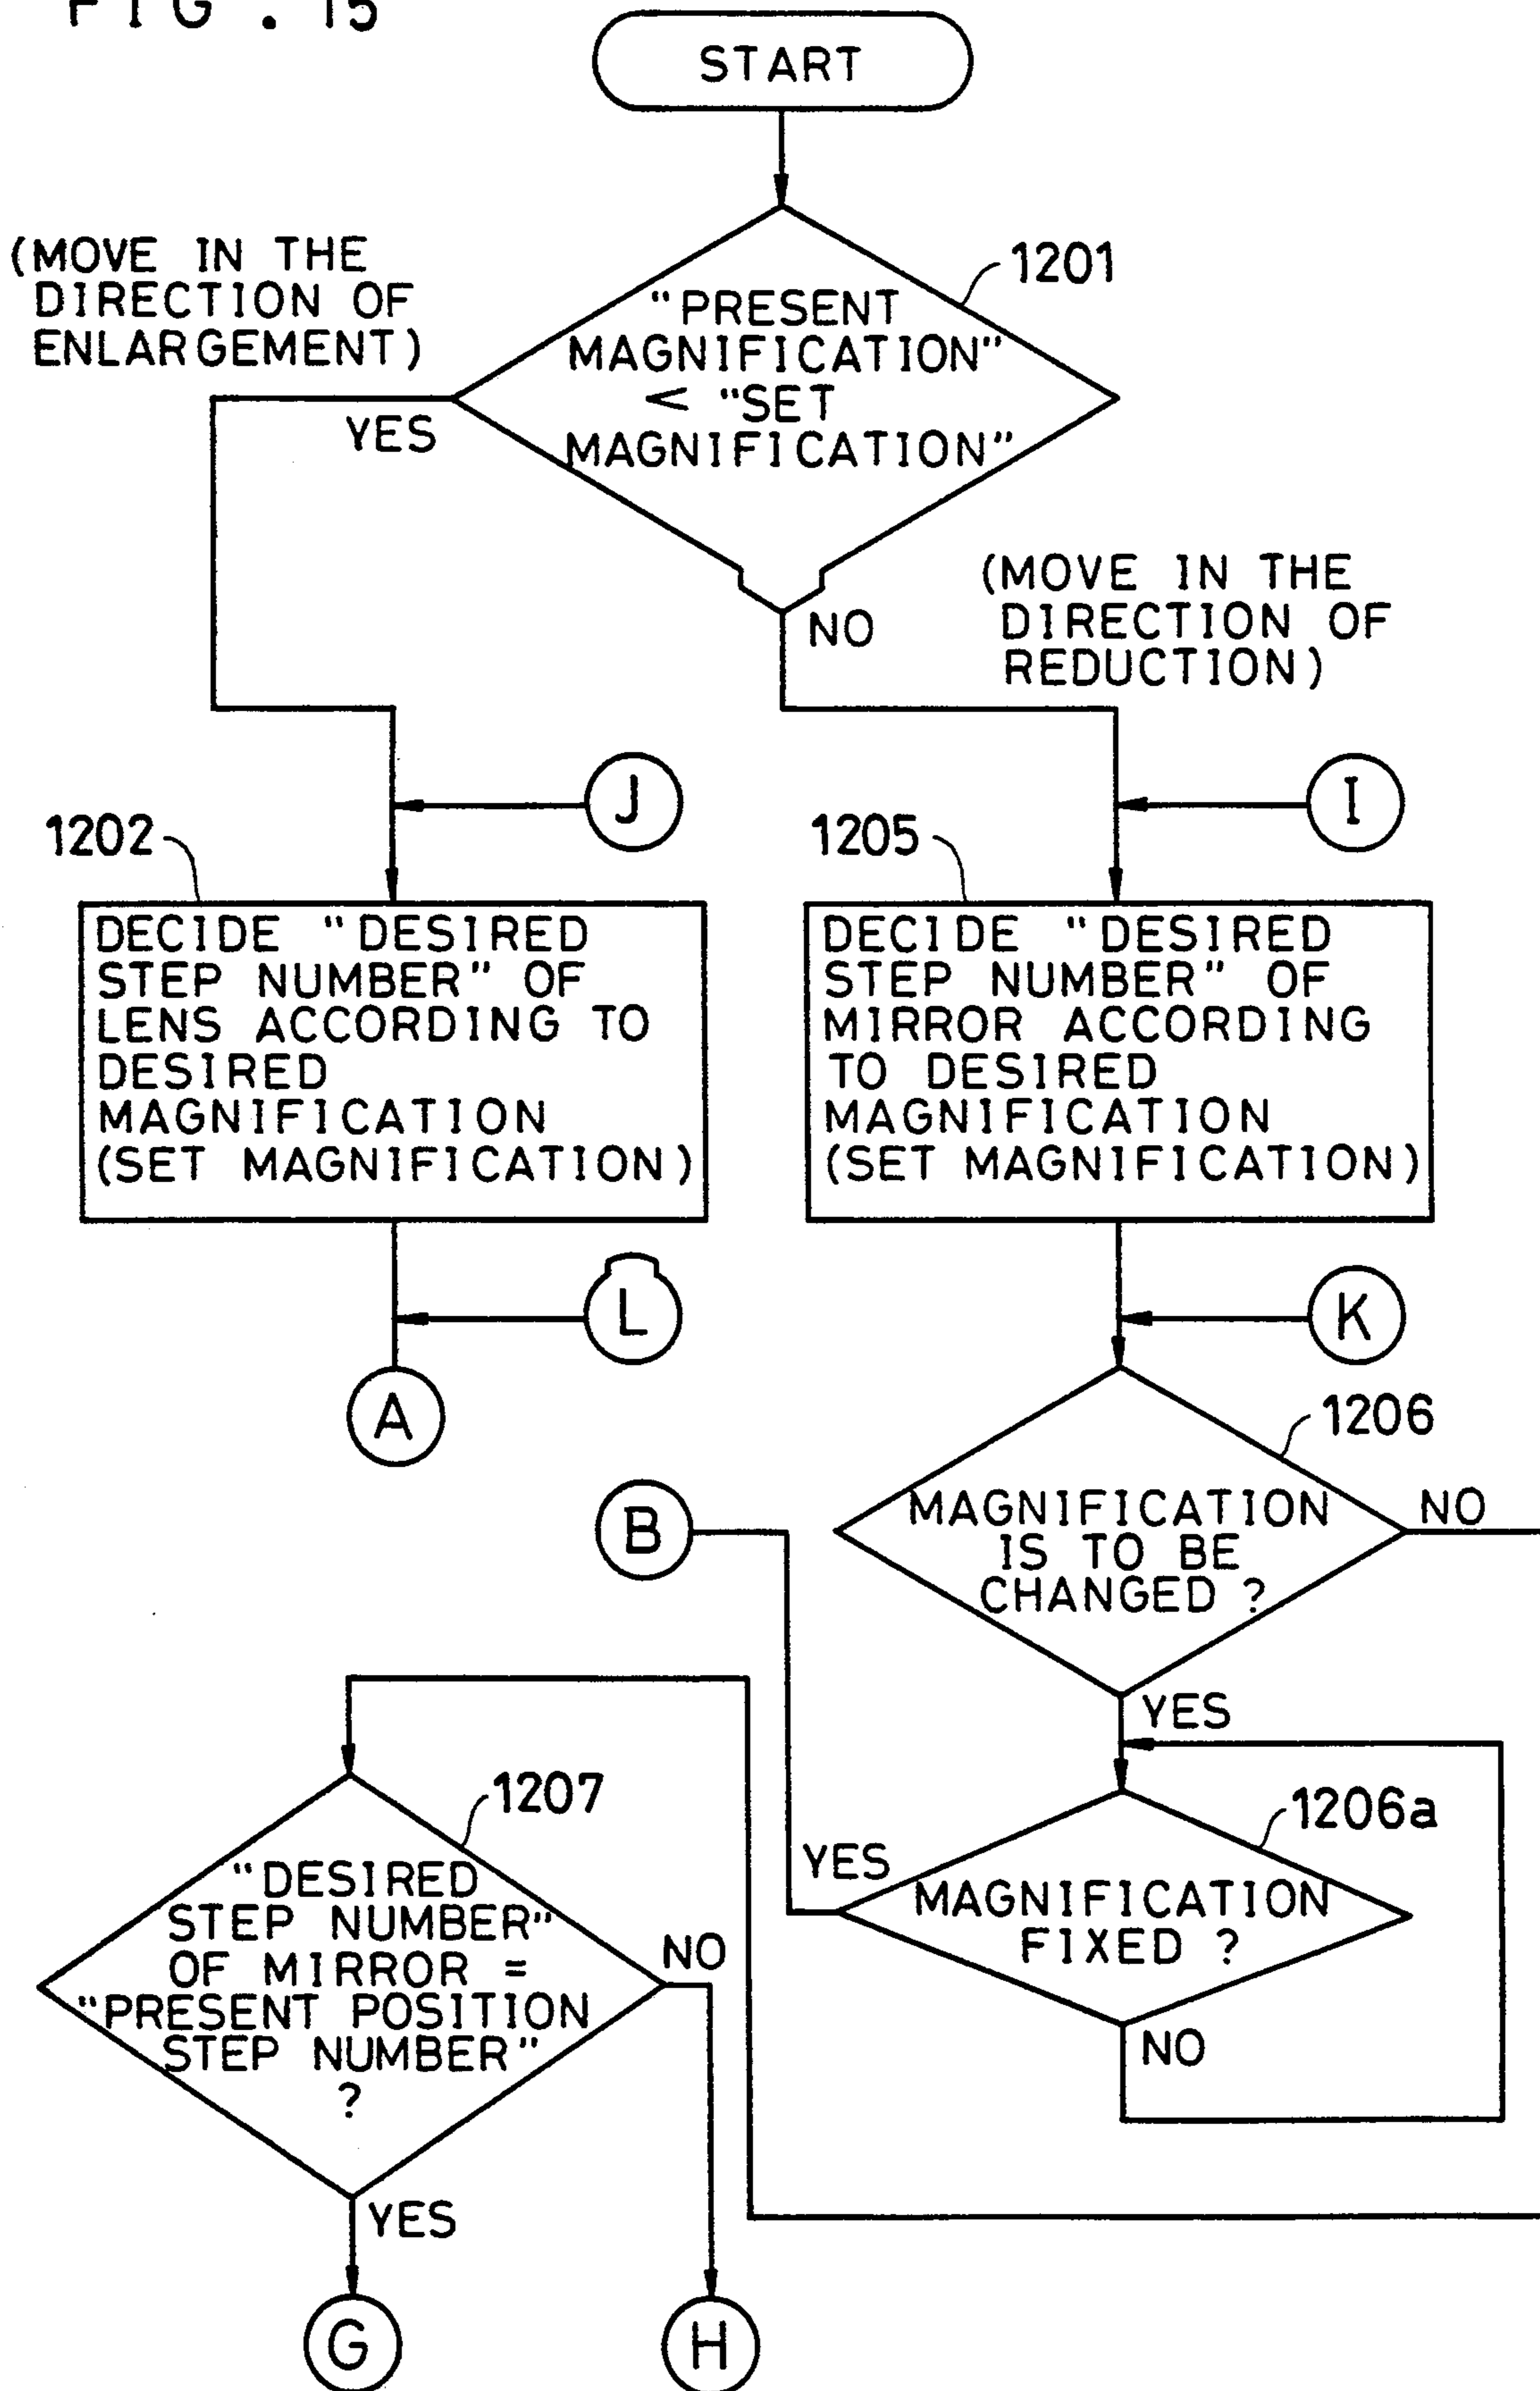 FIG. 15
START
(MOVE IN THE
DIRECTION OF
ENLARGEMENT)
1201
"PRESENT
MAGNIFICATION"
< "SET
MAGNIFICATION"
YES
NO
(MOVE IN THE
DIRECTION OF
REDUCTION)
J
I
1202
1205
DECIDE "DESIRED
STEP NUMBER" OF
LENS ACCORDING TO
DESIRED
MAGNIFICATION
(SET MAGNIFICATION)
DECIDE "DESIRED
STEP NUMBER" OF
MIRROR ACCORDING
TO DESIRED
MAGNIFICATION
(SET MAGNIFICATION)
L
K
A
1206
B
MAGNIFICATION
IS TO BE
CHANGED ?
NO
YES
1207
1206a
"DESIRED
STEP NUMBER"
OF MIRROR =
"PRESENT POSITION
STEP NUMBER"
?
NO
YES
MAGNIFICATION
FIXED ?
NO
YES
G
H